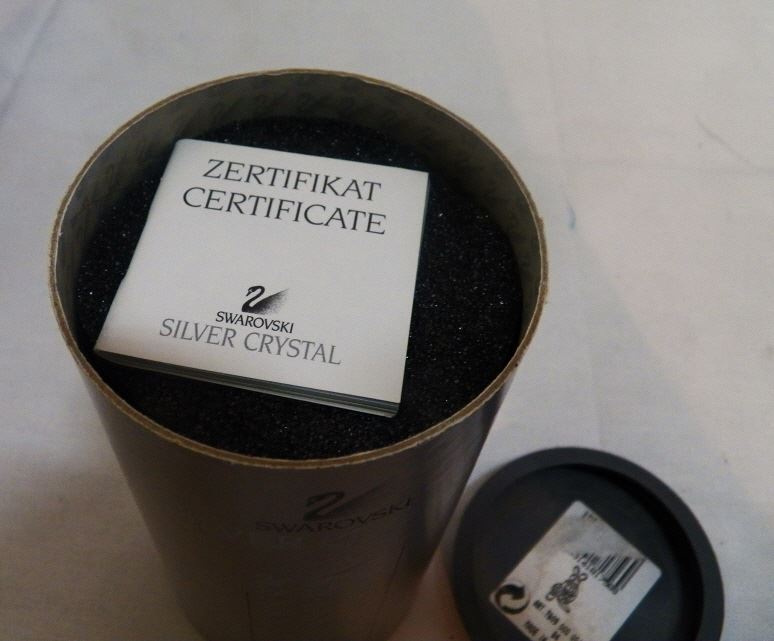 ZERTIFIKAT
CERTIFICATE
SWAROVSKI
SILVER CRYSTAL
SWAROVSKI